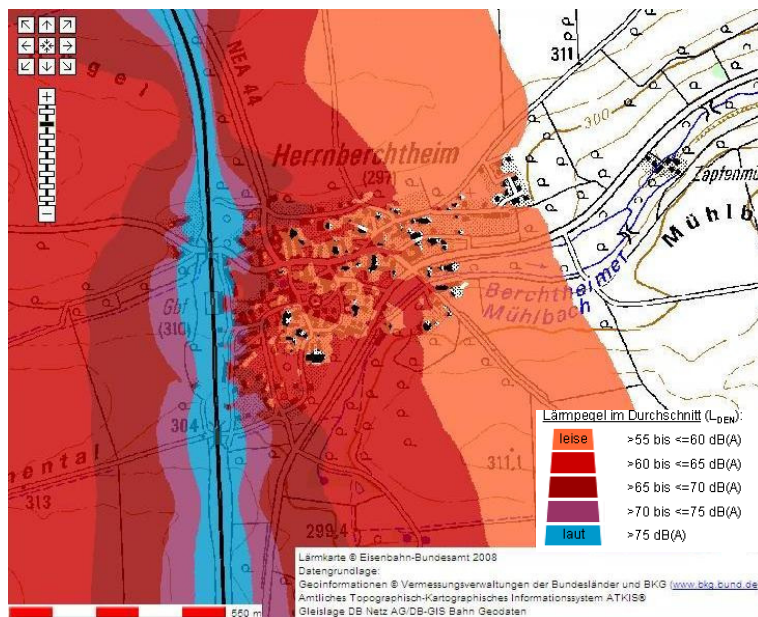 NEA 44
311
gel
Herrnberchtheim
(297)
300
Zapfenmü
Mühlb
Berchtheimer
Mühlbach
Gbf
(310)
304
mental
313
311.1
299.4
Lärmpegel im Durchschnitt (LDEN):
leise >55 bis <=60 dB(A)
>60 bis <=65 dB(A)
>65 bis <=70 dB(A)
>70 bis <=75 dB(A)
laut >75 dB(A)
Lärmkarte © Eisenbahn-Bundesamt 2008
Datengrundlage:
Geoinformationen © Vermessungsverwaltungen der Bundesländer und BKG (www.bkg.bund.de
Amtliches Topographisch-Kartographisches Informationssystem ATKIS®
Gleislage DB Netz AG/DB-GIS Bahn Geodaten
550 m